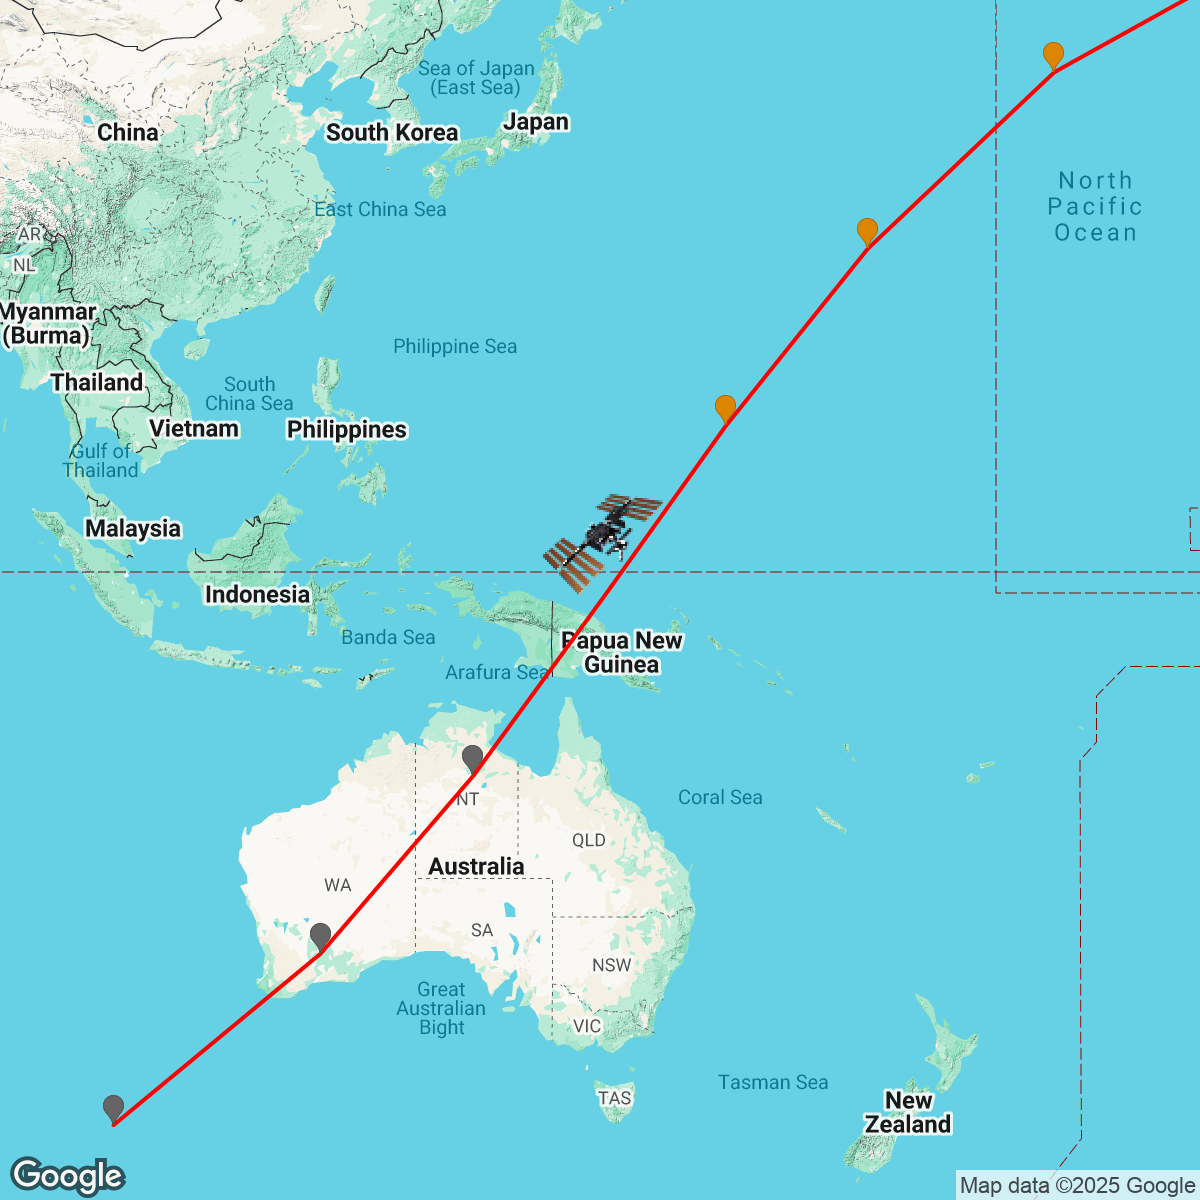 Sea of Japan
(East Sea)
China
South Korea
Japan
North
Pacific
Ocean
East China Sea
AR
NL
Myanmar
(Burma)
Philippine Sea
Thailand
South
China Sea
Vietnam
Philippines
Gulf of
Thailand
Malaysia
Indonesia
Banda Sea
Papua New
Guinea
Arafura Sea
NT
Coral Sea
QLD
Australia
WA
SA
NSW
Great
Australian
Bight
VIC
Tasman Sea
TAS
New
Zealand
Google
Map data ©2025 Google